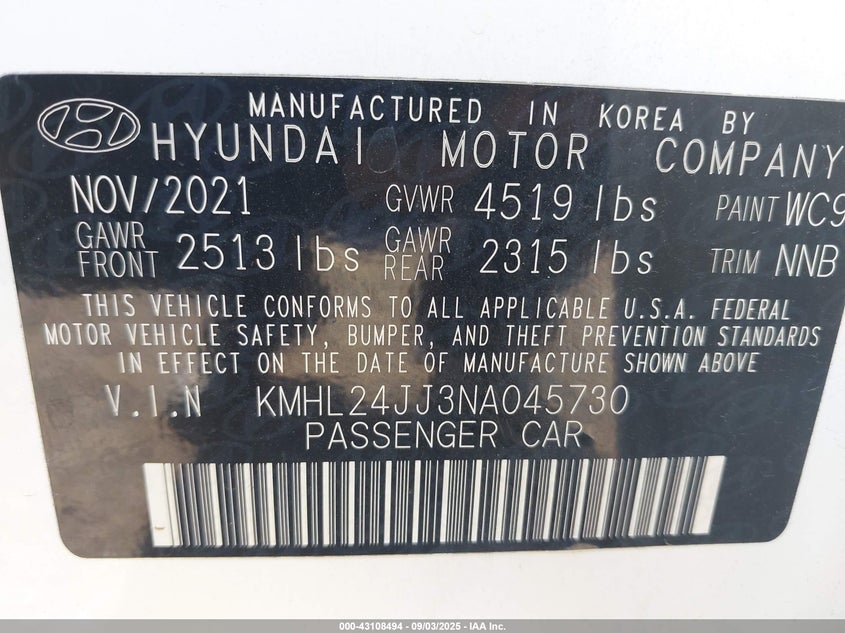 MANUFACTURED IN KOREA BY
HYUNDAI MOTOR COMPANY
NOV/2021 GVWR 4519 lbs PAINT WC9
GAWR FRONT 2513 lbs GAWR REAR 2315 lbs TRIM NNB
THIS VEHICLE CONFORMS TO ALL APPLICABLE U.S.A. FEDERAL
MOTOR VEHICLE SAFETY, BUMPER, AND THEFT PREVENTION STANDARDS
IN EFFECT ON THE DATE OF MANUFACTURE SHOWN ABOVE
V.I.N KMHL24JJ3NA045730
PASSENGER CAR
000-43108494 - 09/03/2025 - IAA Inc.